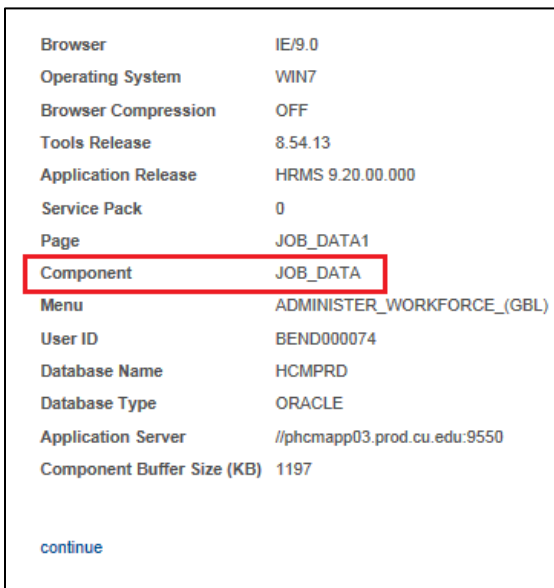 Browser IE/9.0
Operating System WIN7
Browser Compression OFF
Tools Release 8.54.13
Application Release HRMS 9.20.00.000
Service Pack 0
Page JOB_DATA1
Component JOB_DATA
Menu ADMINISTER_WORKFORCE_(GBL)
User ID BEND000074
Database Name HCMPRD
Database Type ORACLE
Application Server //phcmapp03.prod.cu.edu:9550
Component Buffer Size (KB) 1197
continue